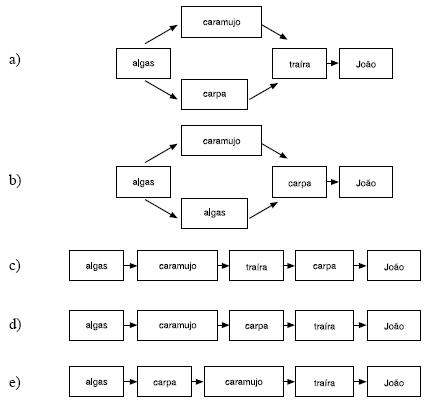 caramujo
a) algas traíra João
carpa
caramujo
b) algas carpa João
algas
c) algas caramujo traíra carpa João
d) algas caramujo carpa traíra João
e) algas carpa caramujo traíra João